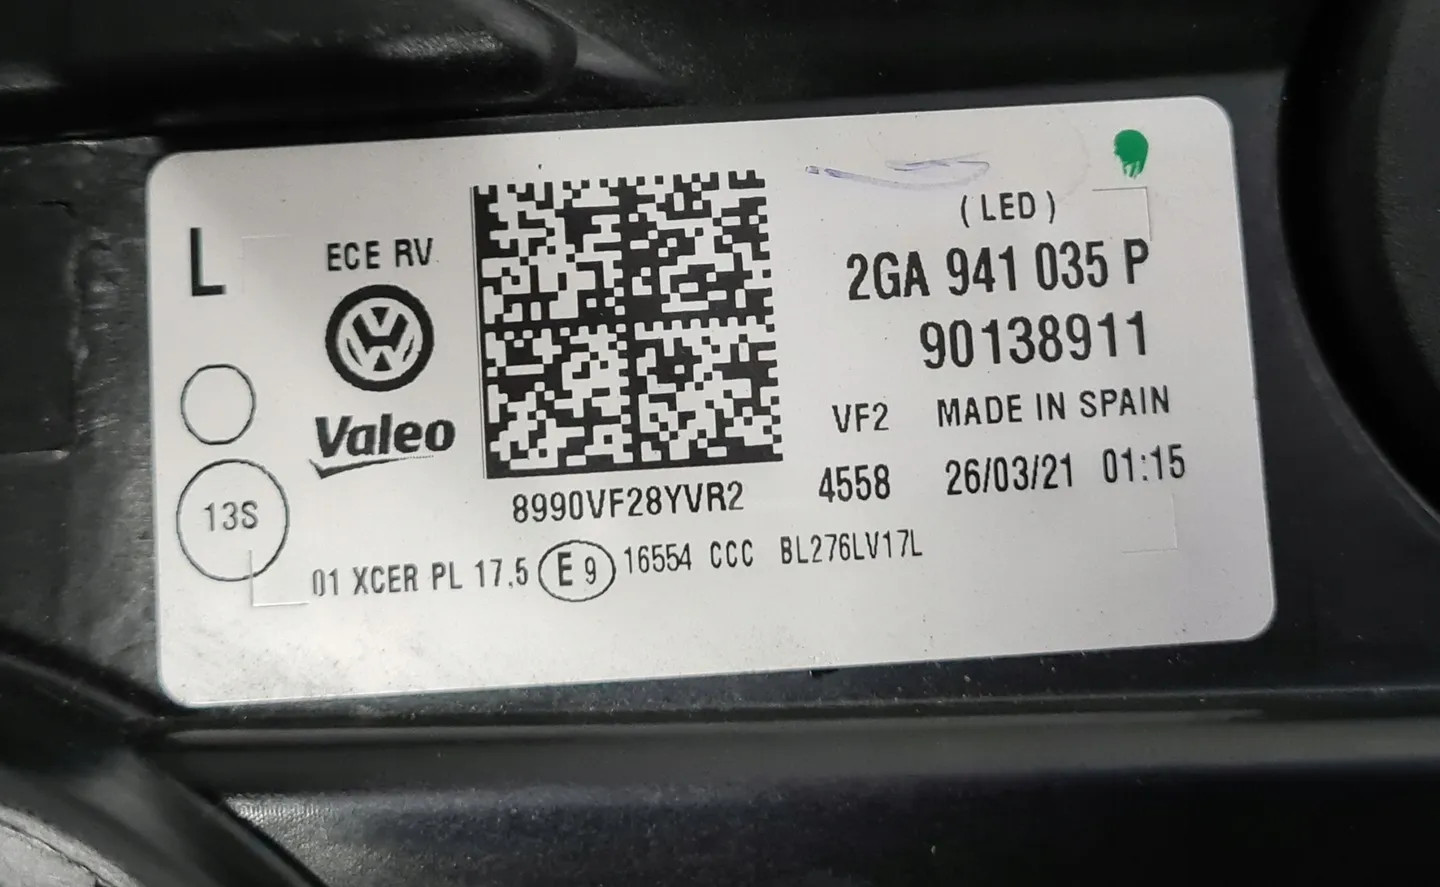 L
ECE RV
Valeo
13S
8990VF28YVR2
(LED)
2GA 941 035 P
90138911
VF2 MADE IN SPAIN
4558 26/03/21 01:15
01 XCER PL 17,5 E9 16554 CCC BL276LV17L